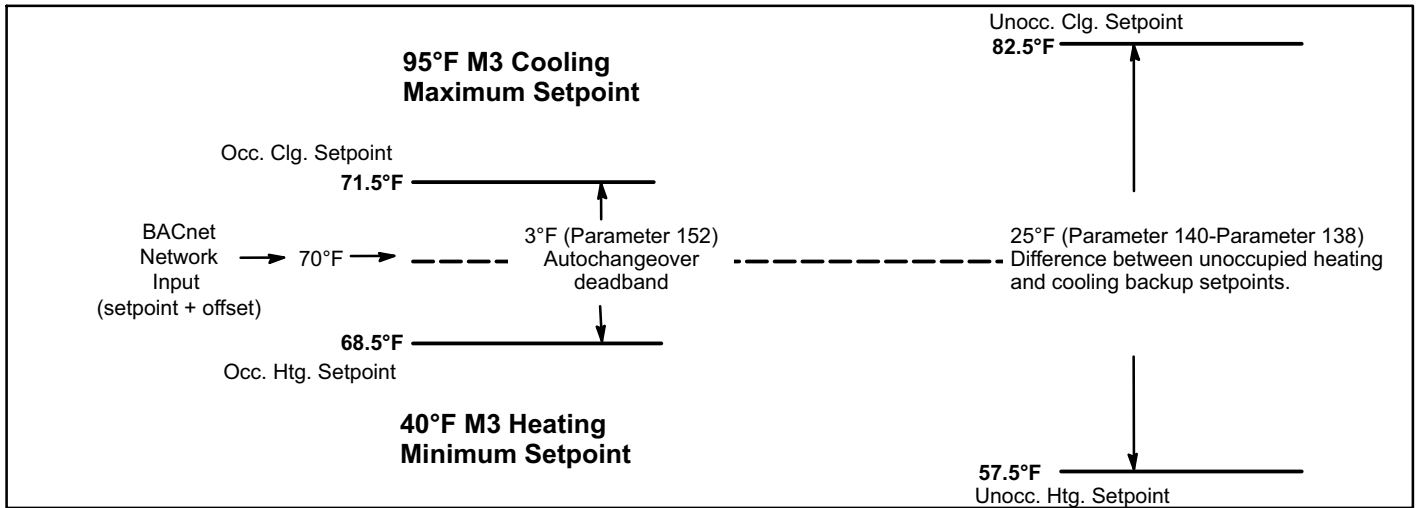 Unocc. Clg. Setpoint
82.5°F
95°F M3 Cooling
Maximum Setpoint
Occ. Clg. Setpoint
71.5°F
BACnet
Network
Input
(setpoint + offset)
70°F
3°F (Parameter 152)
Autochangeover
deadband
25°F (Parameter 140-Parameter 138)
Difference between unoccupied heating
and cooling backup setpoints.
68.5°F
Occ. Htg. Setpoint
40°F M3 Heating
Minimum Setpoint
57.5°F
Unocc. Htg. Setpoint